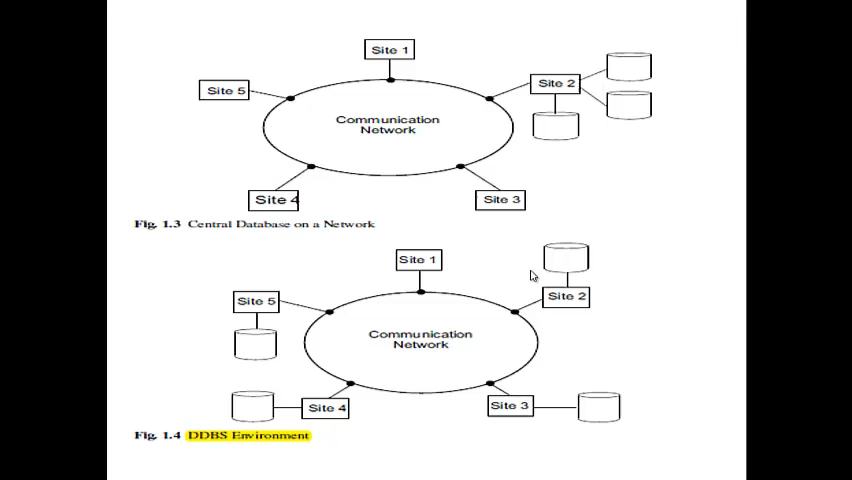 Site 1
Site 5
Site 2
Communication
Network
Site 4
Site 3
Fig. 1.3 Central Database on a Network
Site 1
Site 5
Site 2
Communication
Network
Site 4
Site 3
Fig. 1.4 DDBS Environment